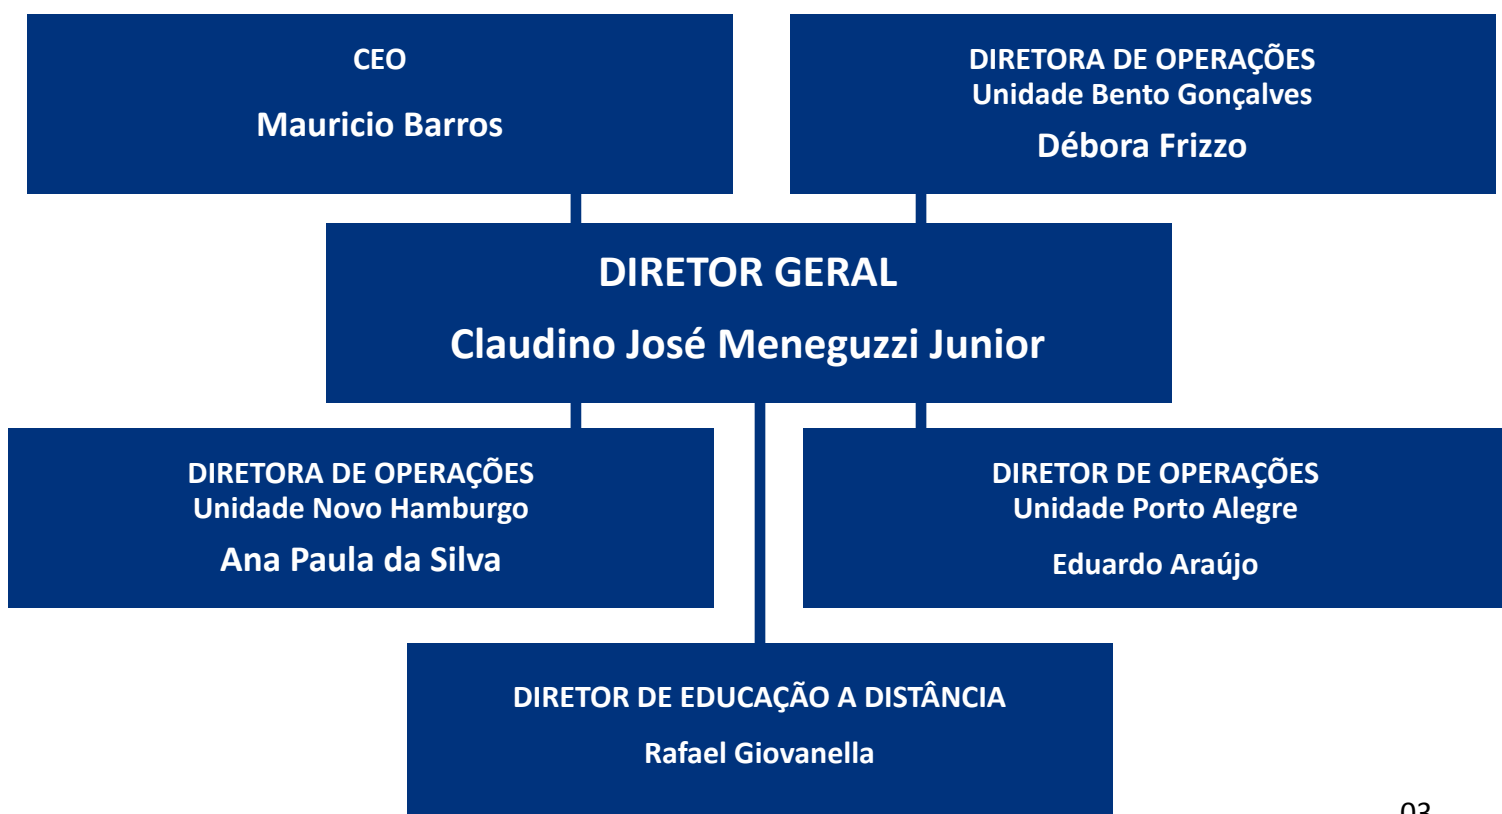 CEO
Mauricio Barros
DIRETORA DE OPERAÇÕES
Unidade Bento Gonçalves
Débora Frizzo
DIRETOR GERAL
Claudino José Meneguzzi Junior
DIRETORA DE OPERAÇÕES
Unidade Novo Hamburgo
Ana Paula da Silva
DIRETOR DE OPERAÇÕES
Unidade Porto Alegre
Eduardo Araújo
DIRETOR DE EDUCAÇÃO A DISTÂNCIA
Rafael Giovanella
03